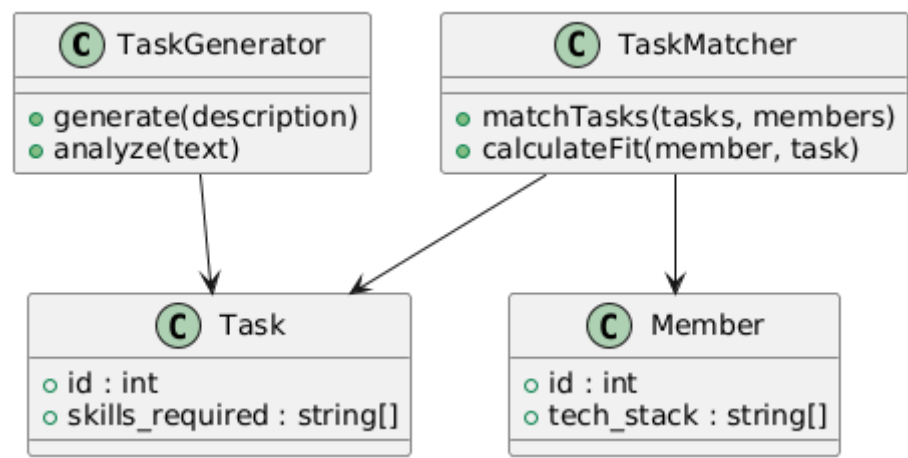 C TaskGenerator
generate(description)
analyze(text)
C TaskMatcher
matchTasks(tasks, members)
calculateFit(member, task)
C Task
id : int
skills_required : string[]
C Member
id : int
tech_stack : string[]